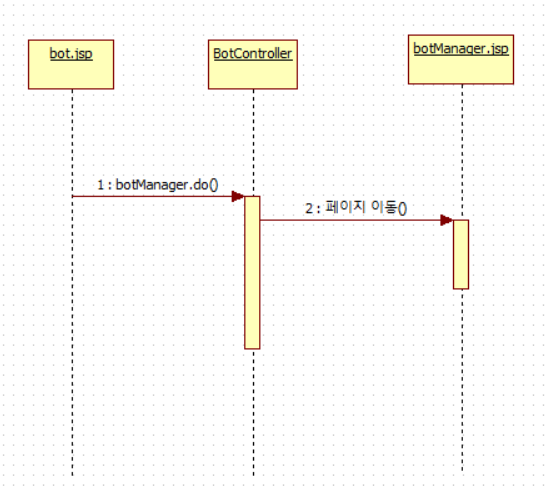 bot.jsp
BotController
botManager.jsp
1 : botManager.do()
2 : 페이지 이동()